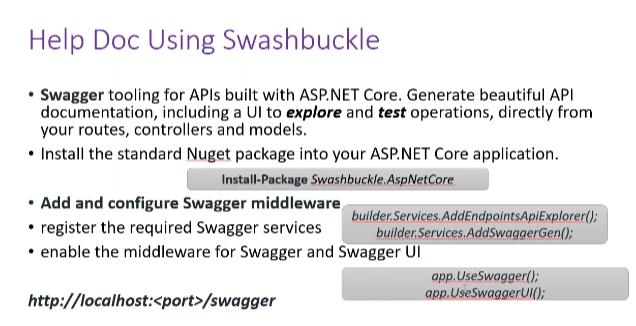 Help Doc Using Swashbuckle
• Swagger tooling for APIs built with ASP.NET Core. Generate beautiful API
documentation, including a UI to explore and test operations, directly from
your routes, controllers and models.
• Install the standard Nuget package into your ASP.NET Core application.
Install-Package Swashbuckle.AspNetCore
• Add and configure Swagger middleware
• register the required Swagger services
builder.Services.AddEndpointsApiExplorer();
builder.Services.AddSwaggerGen();
• enable the middleware for Swagger and Swagger UI
app.UseSwagger();
app.UseSwaggerUI();
http://localhost:<port>/swagger